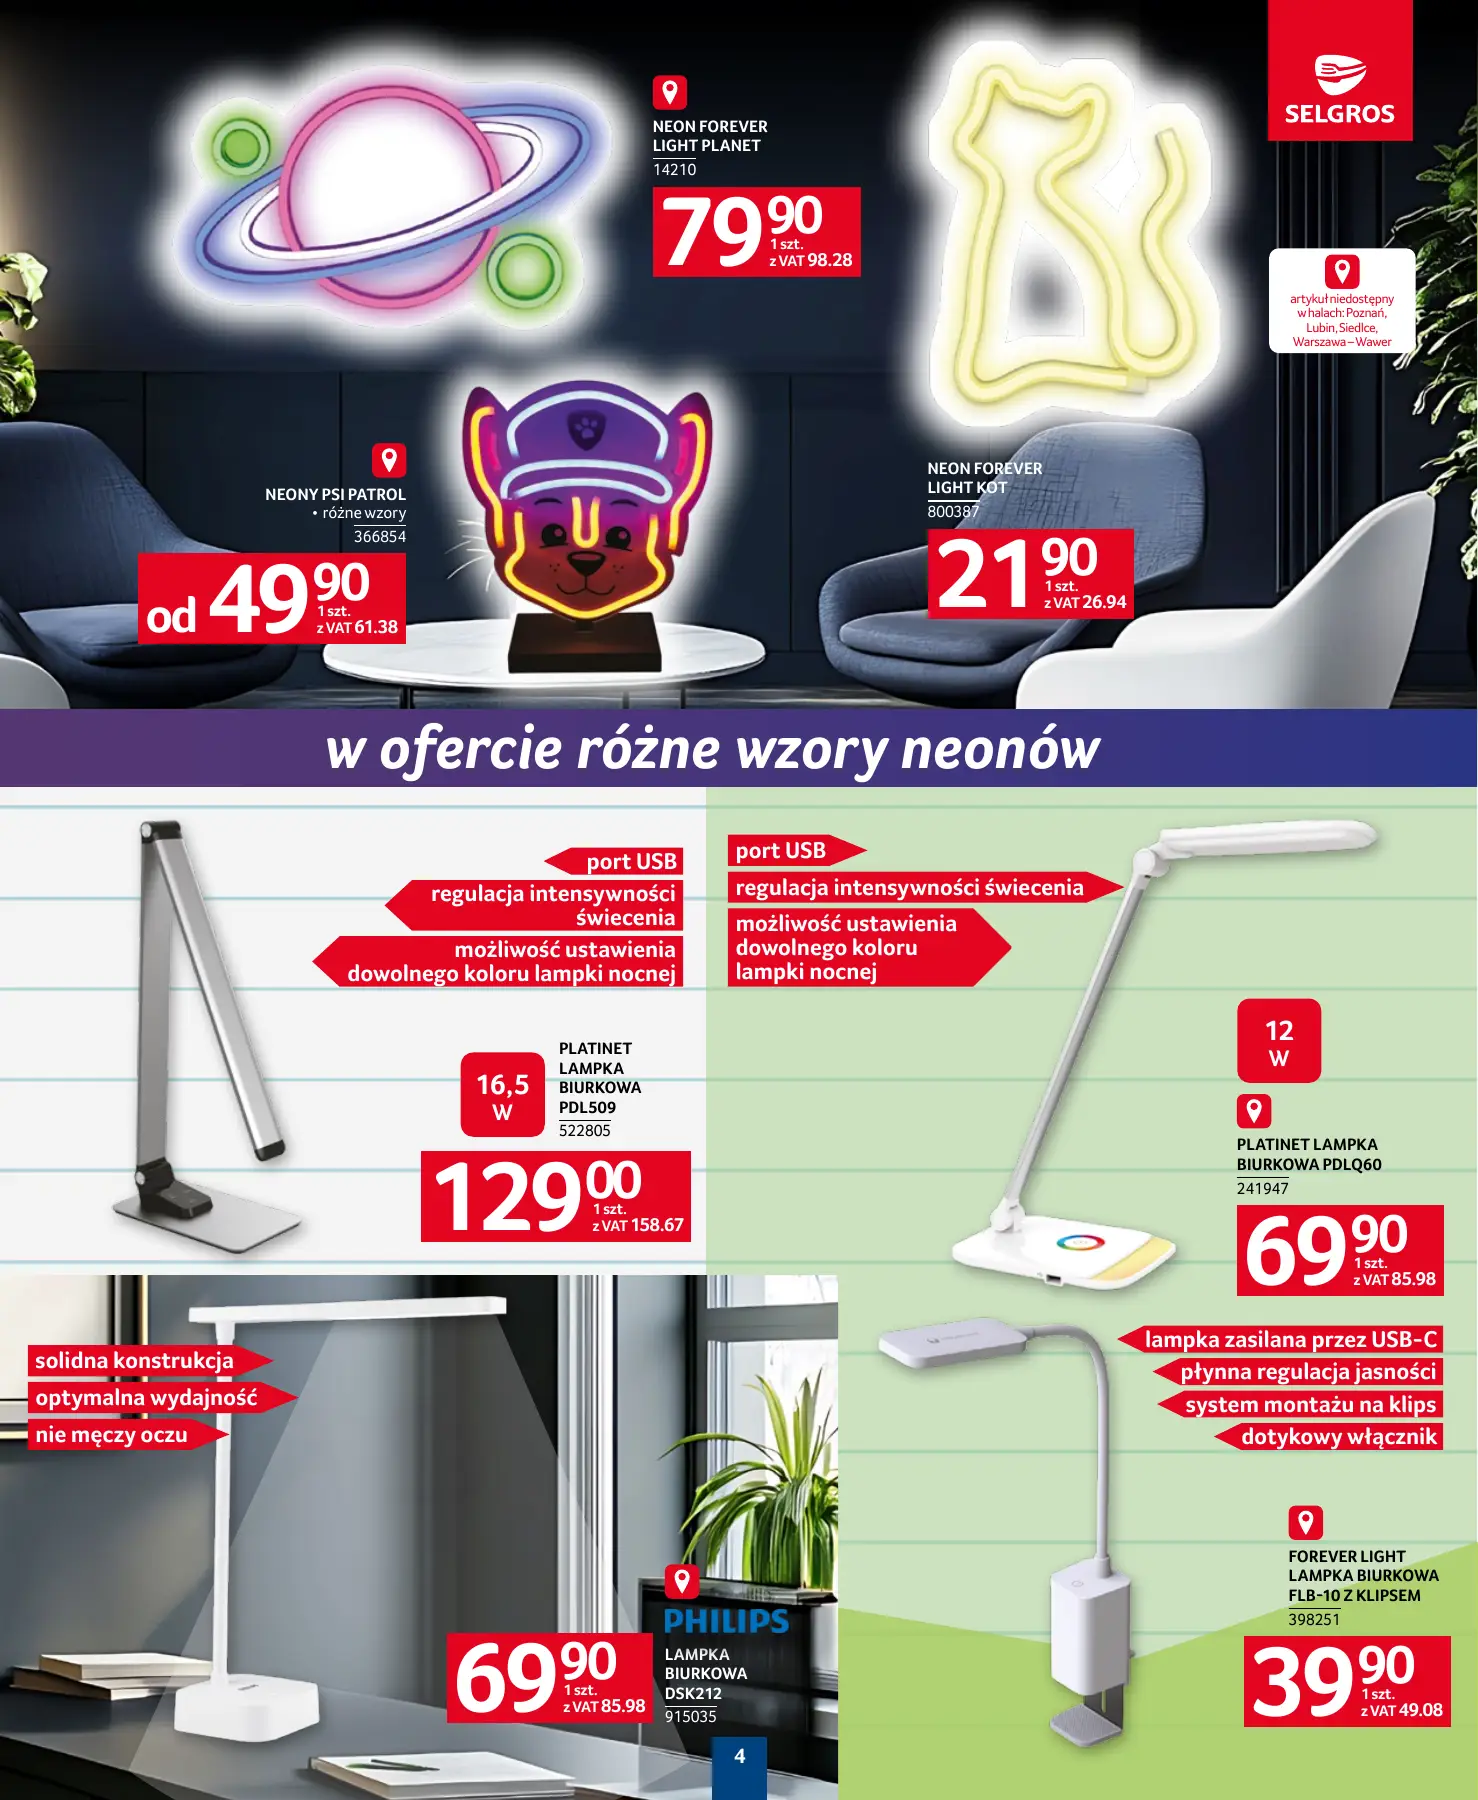 SELGROS
NEON FOREVER
LIGHT PLANET
14210
79 90
1 szt.
z VAT 98.28
artykuł niedostępny
w halach: Poznań,
Lubin, Siedlce,
Warszawa – Wawer
NEONY PSI PATROL
• różne wzory
366854
od 49 90
1 szt.
z VAT 61.38
NEON FOREVER
LIGHT KOT
800387
21 90
1 szt.
z VAT 26.94
w ofercie różne wzory neonów
port USB
regulacja intensywności
świecenia
możliwość ustawienia
dowolnego koloru lampki nocnej
16,5
W
PLATINET
LAMPKA
BIURKOWA
PDL509
522805
129 00
1 szt.
z VAT 158.67
port USB
regulacja intensywności świecenia
możliwość ustawienia
dowolnego koloru
lampki nocnej
12
W
PLATINET LAMPKA
BIURKOWA PDLQ60
241947
69 90
1 szt.
z VAT 85.98
solidna konstrukcja
optymalna wydajność
nie męczy oczu
PHILIPS
LAMPKA
BIURKOWA
DSK212
915035
69 90
1 szt.
z VAT 85.98
lampka zasilana przez USB-C
płynna regulacja jasności
system montażu na klips
dotykowy włącznik
FOREVER LIGHT
LAMPKA BIURKOWA
FLB-10 Z KLIPSEM
398251
39 90
1 szt.
z VAT 49.08
4